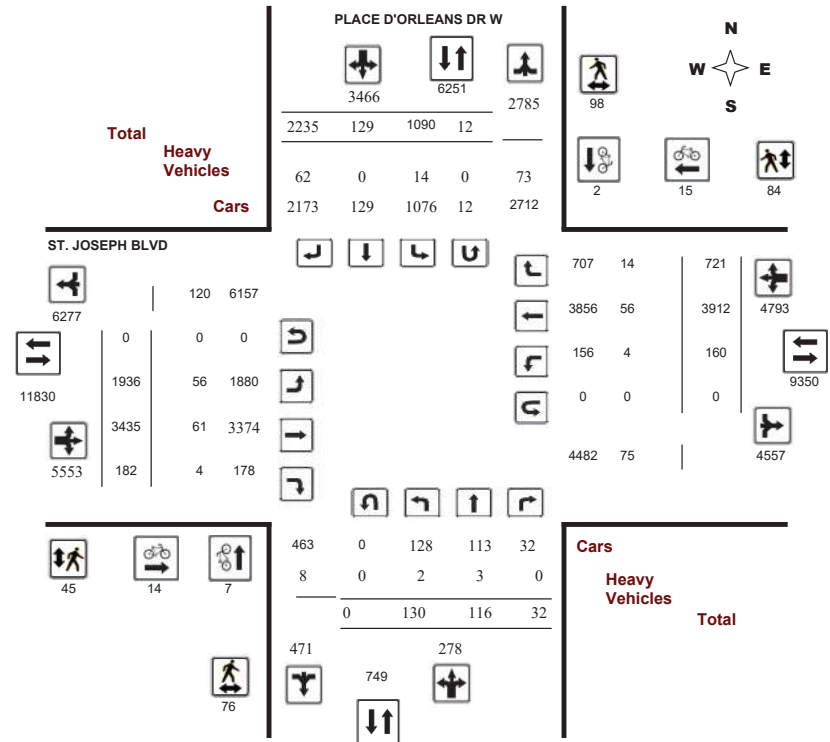 PLACE D'ORLEANS DR W
N
W E
S
3466 6251 2785 98
Total 2235 129 1090 12
Heavy
Vehicles 62 0 14 0 73
Cars 2173 129 1076 12 2712
2 15 84
ST. JOSEPH BLVD
6277 120 6157
707 14 721
3856 56 3912 4793
0 0 0
156 4 160
11830 1936 56 1880
9350
0 0 0
3435 61 3374
5553 182 4 178
4482 75 4557
463 0 128 113 32 Cars
8 0 2 3 0 Heavy
Vehicles
45 14 7
0 130 116 32 Total
471 278
749
76